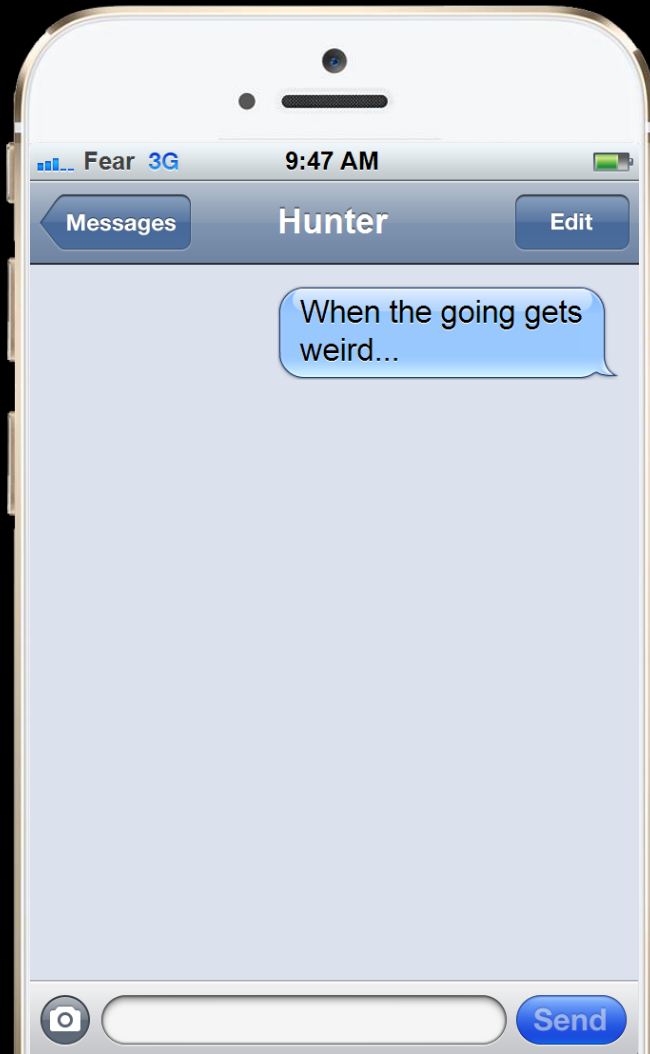 Fear 3G 9:47 AM
Messages Hunter Edit
When the going gets
weird...
Send